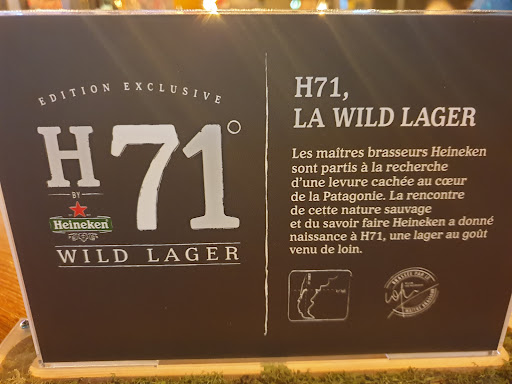 EDITION EXCLUSIVE
H71°
BY
Heineken
WILD LAGER
H71,
LA WILD LAGER
Les maîtres brasseurs Heineken
sont partis à la recherche
d'une levure cachée au cœur
de la Patagonie. La rencontre
de cette nature sauvage
et du savoir faire Heineken a donné
naissance à H71, une lager au goût
venu de loin.